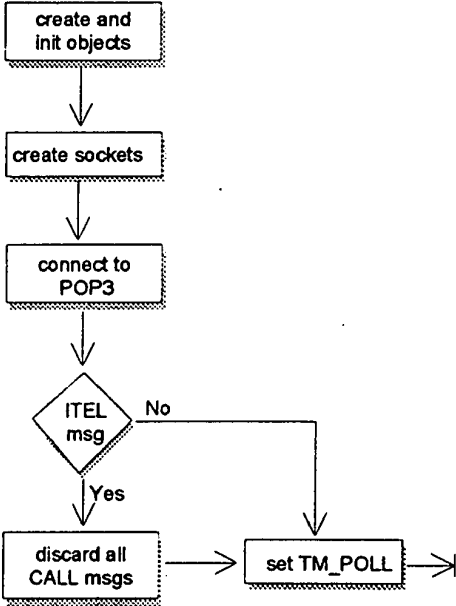 create and
init objects
create sockets
connect to
POP3
ITEL
msg
No
Yes
discard all
CALL msgs
set TM_POLL